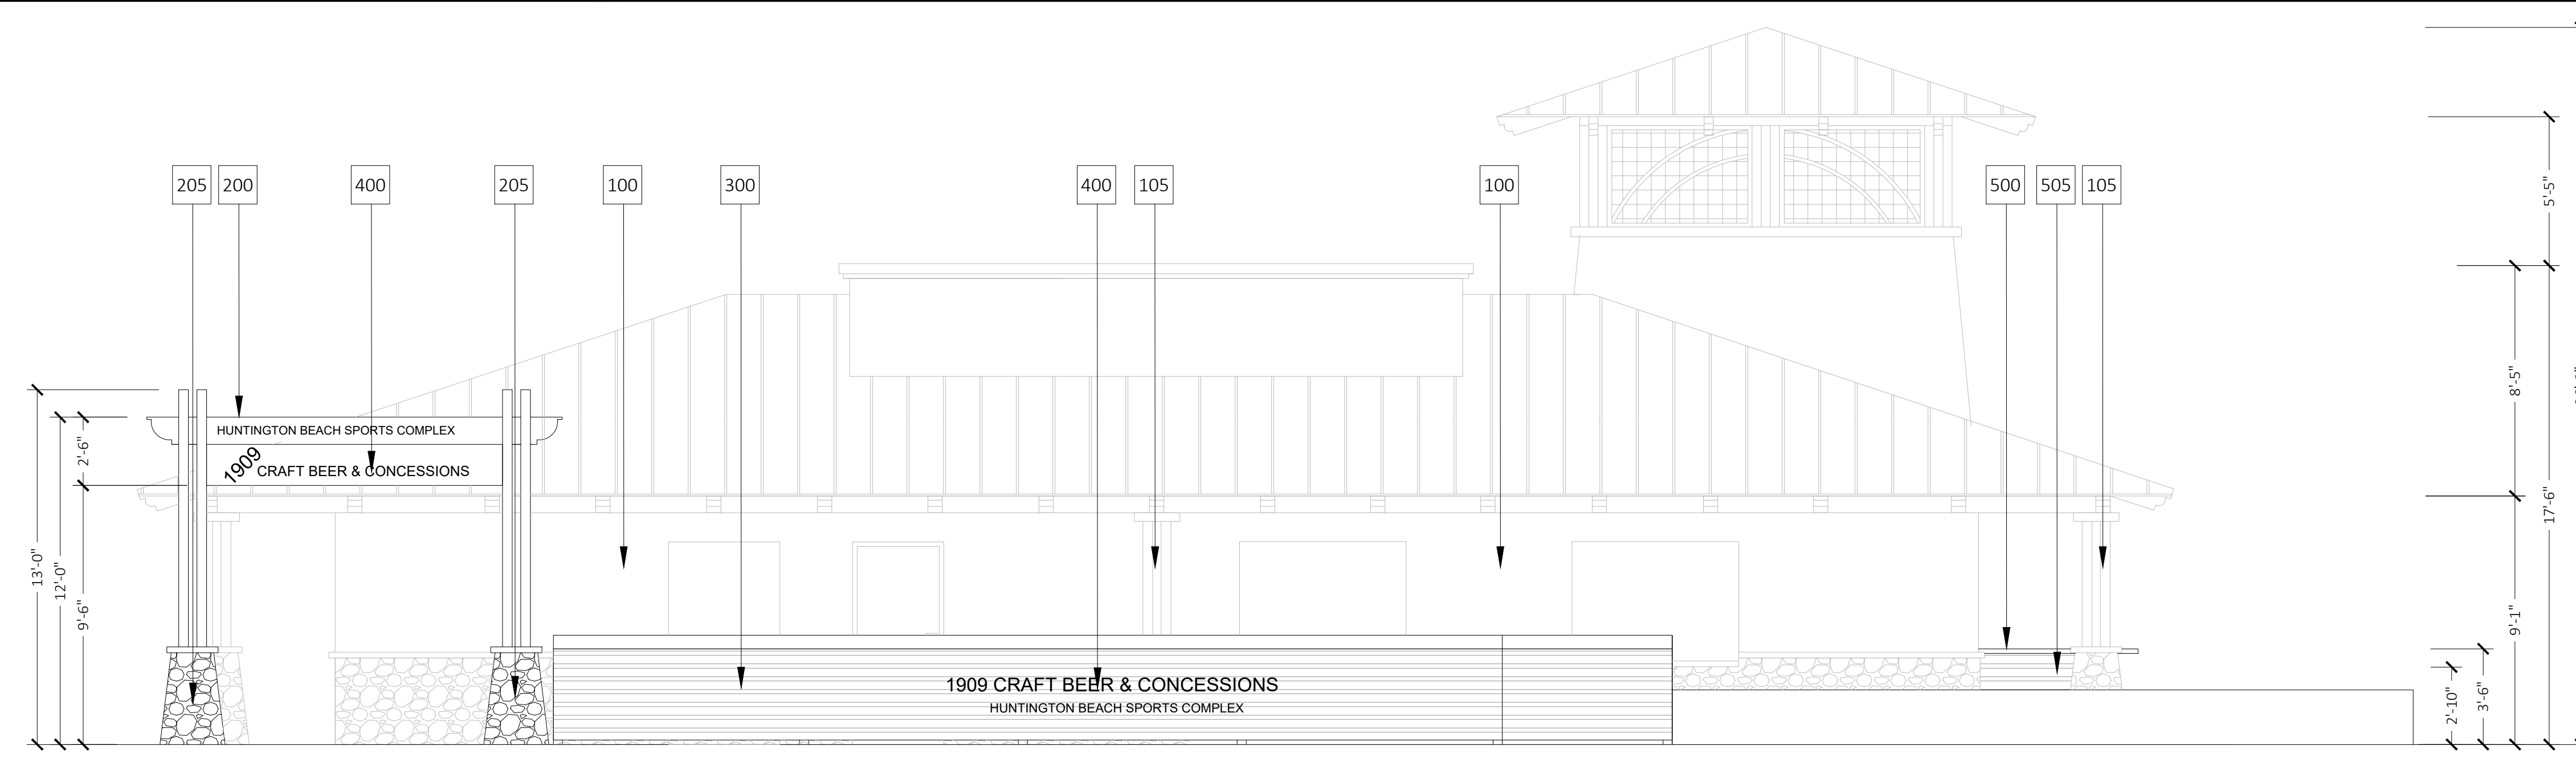 205 200 400 205 100 300 400 105 100 500 505 105
HUNTINGTON BEACH SPORTS COMPLEX
1909
CRAFT BEER & CONCESSIONS
13'-0"
12'-0"
2'-6"
9'-6"
1909 CRAFT BEER & CONCESSIONS
HUNTINGTON BEACH SPORTS COMPLEX
5'-5"
8'-5"
17'-6"
9'-1"
3'-6"
2'-10"